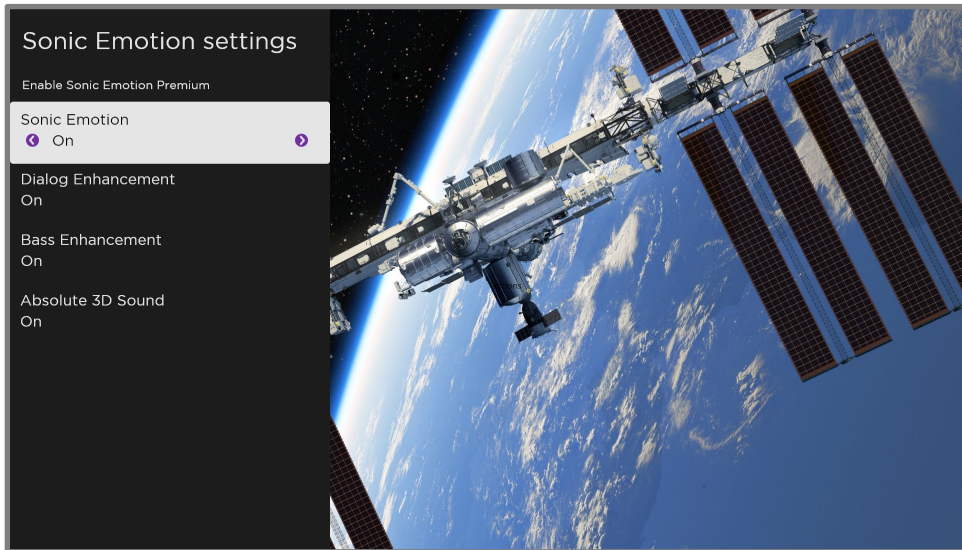 Sonic Emotion settings
Enable Sonic Emotion Premium
Sonic Emotion
On
Dialog Enhancement
On
Bass Enhancement
On
Absolute 3D Sound
On